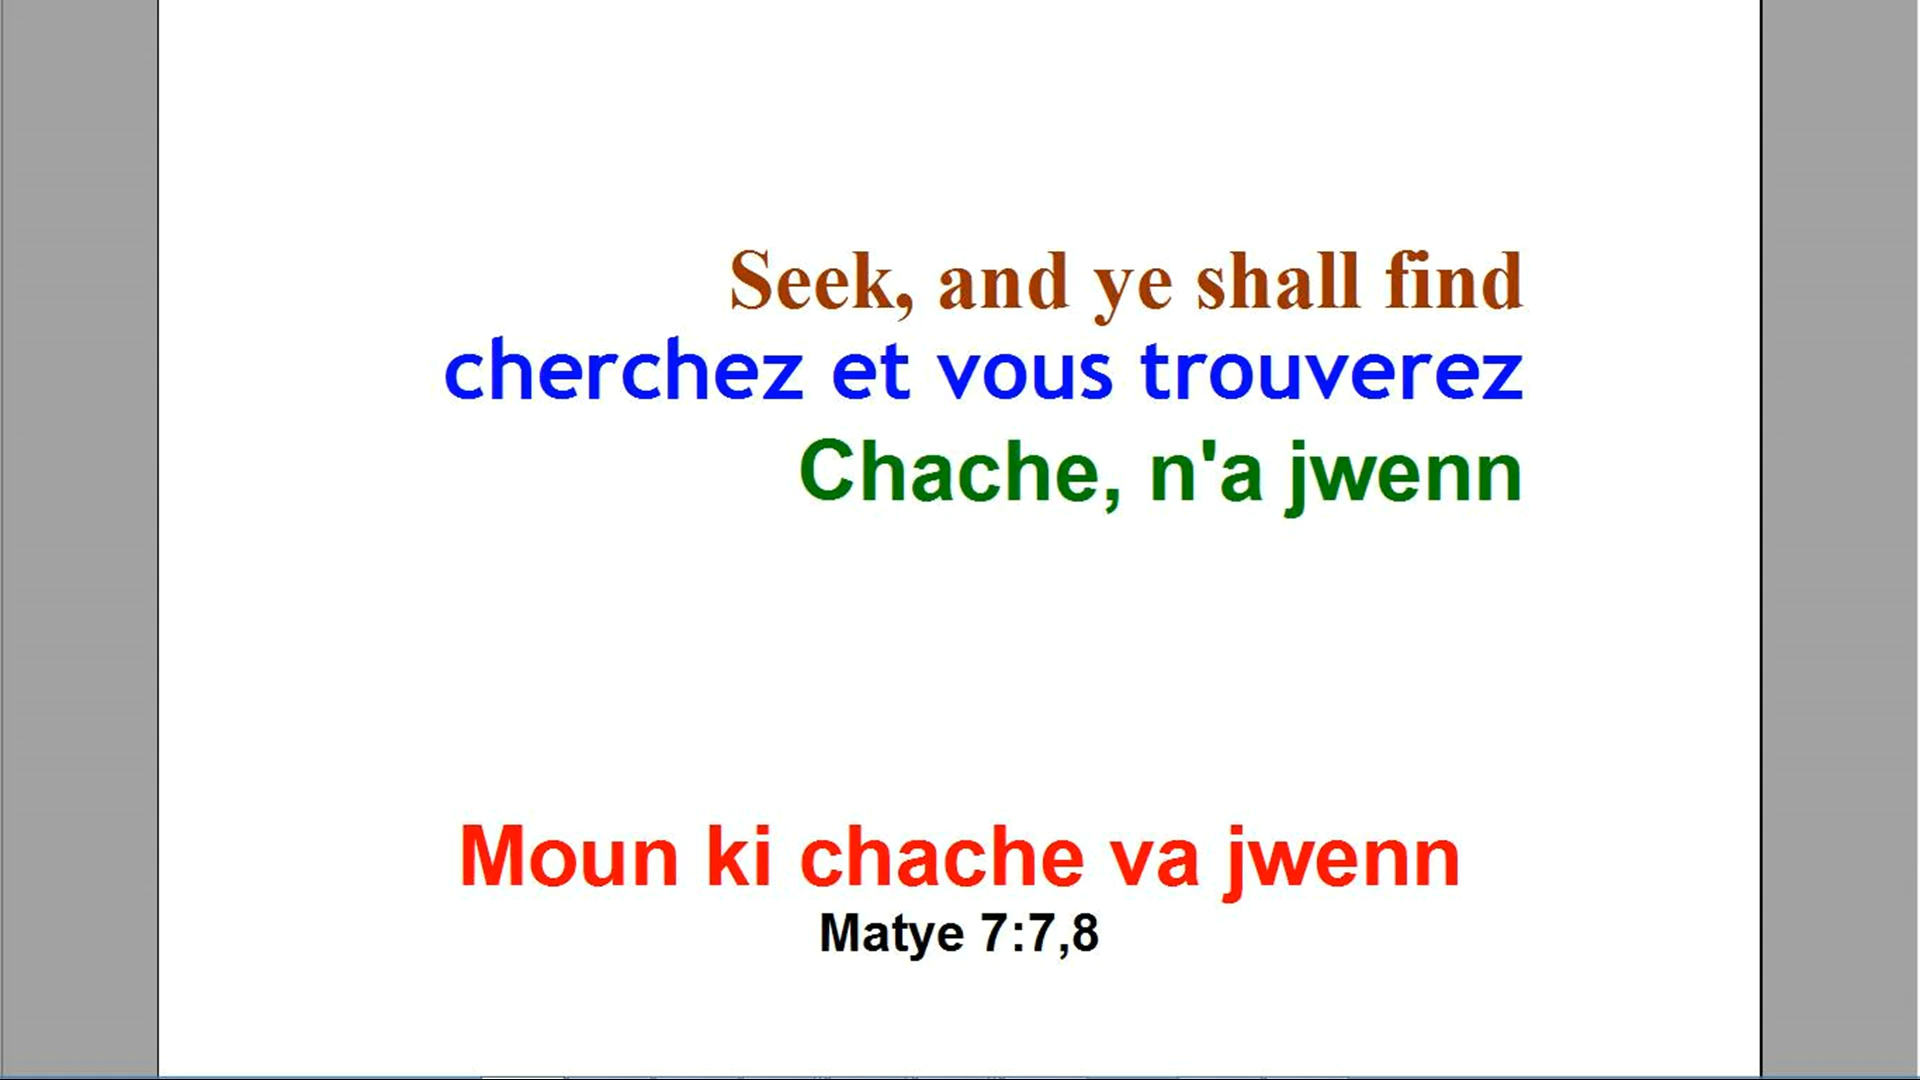 Seek, and ye shall find
cherchez et vous trouverez
Chache, n'a jwenn
Moun ki chache va jwenn
Matye 7:7,8